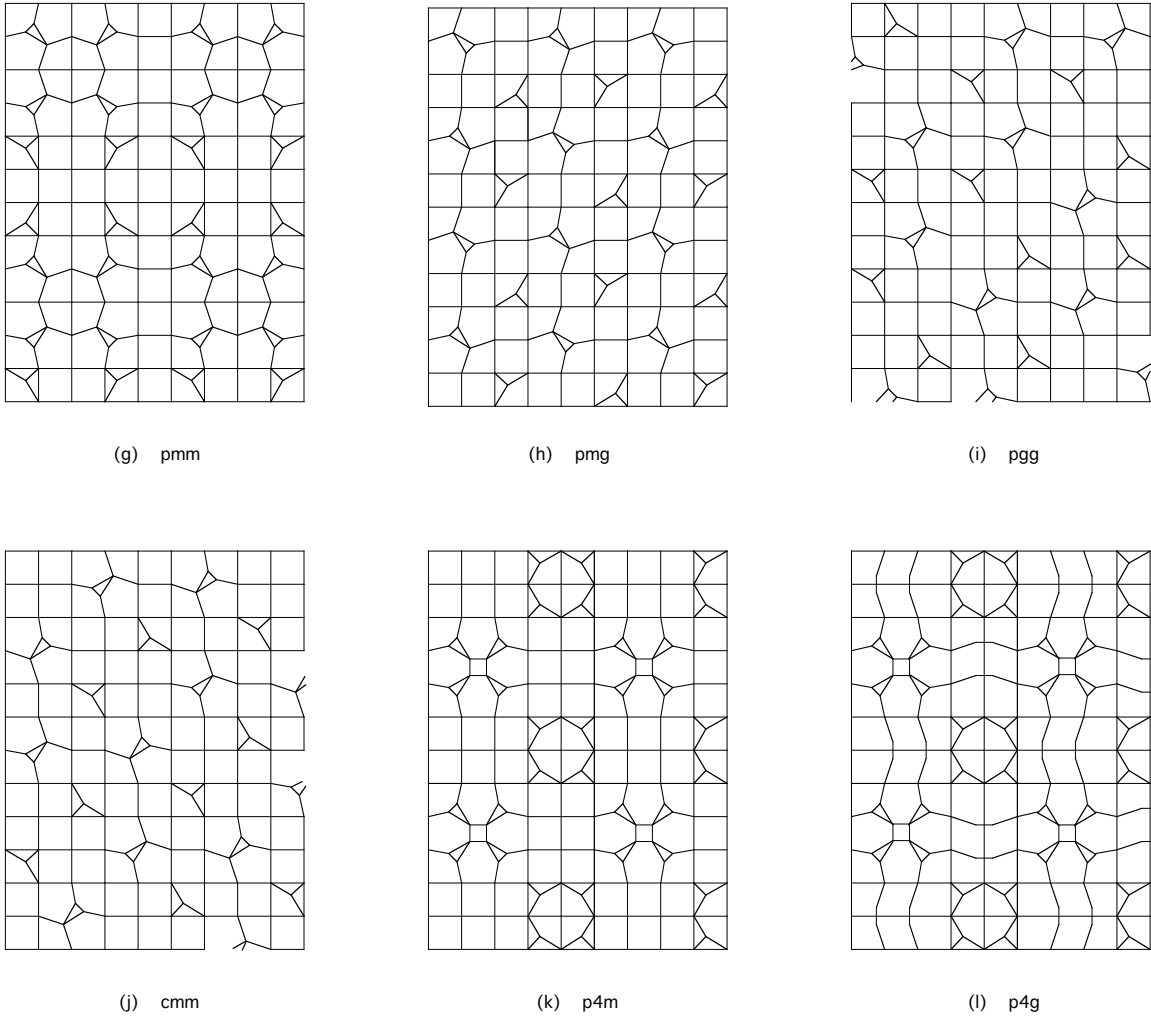 (g) pmm
(h) pmg
(i) pgg
(j) cmm
(k) p4m
(l) p4g